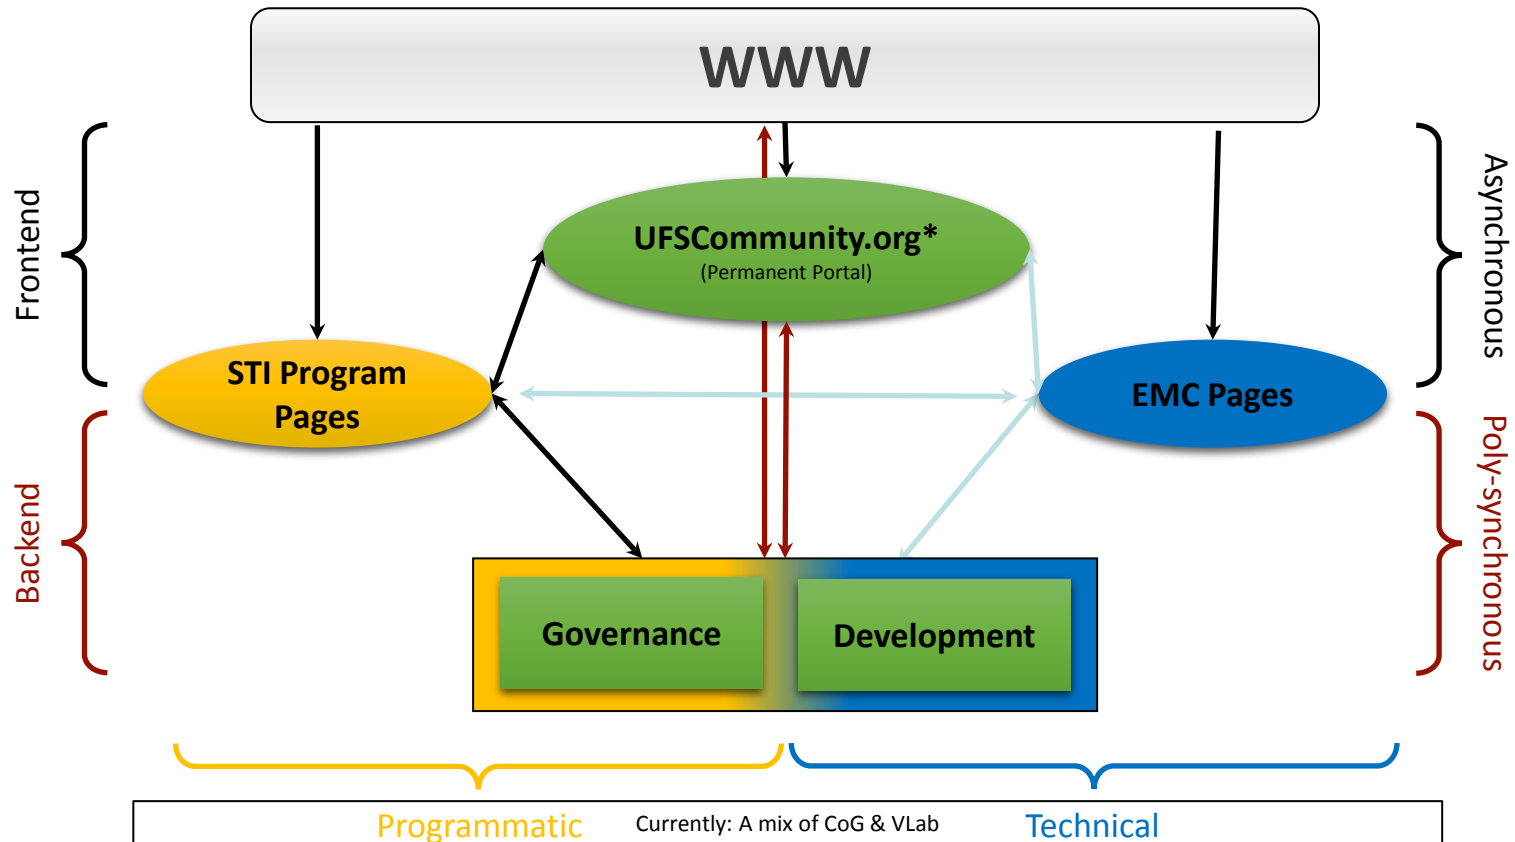 WWW
Frontend
Asynchronous
UFSCommunity.org*
(Permanent Portal)
STI Program
Pages
EMC Pages
Backend
Poly-synchronous
Governance
Development
Programmatic
Currently: A mix of CoG & VLab
Technical